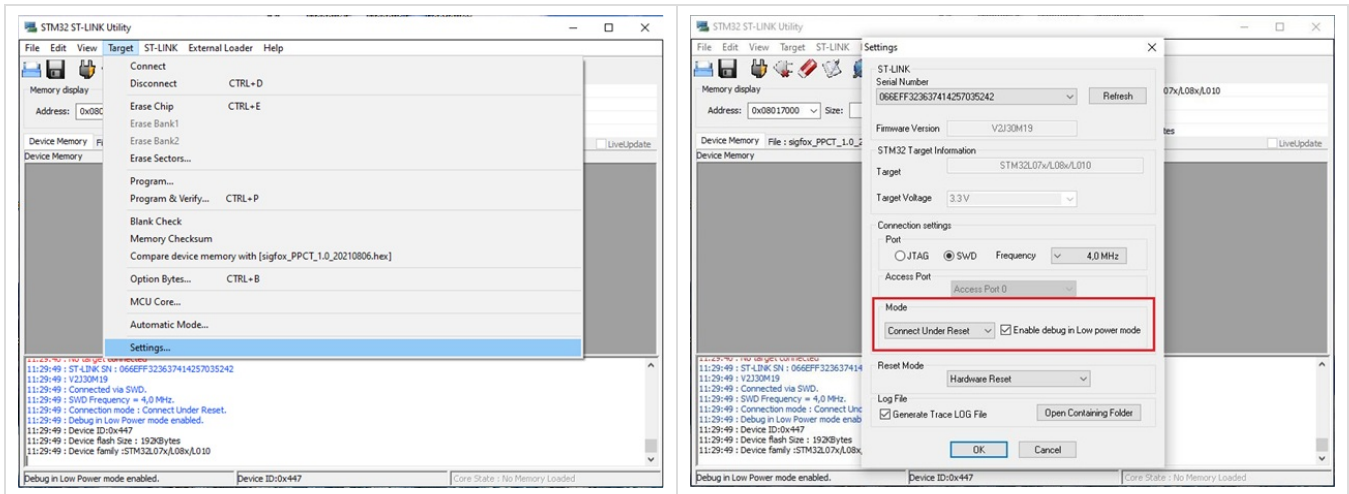 STM32 ST-LINK Utility
File Edit View Target ST-LINK External Loader Help
Memory display
Address: 0x080
Device Memory
LiveUpdate
Device Memory
Connect
Disconnect CTRL+D
Erase Chip CTRL+E
Erase Bank1
Erase Bank2
Erase Sectors...
Program...
Program & Verify... CTRL+P
Blank Check
Memory Checksum
Compare device memory with [sigfox_PPCT_1.0_20210806.hex]
Option Bytes... CTRL+B
MCU Core...
Automatic Mode...
Settings...
11:29:49 : ST-LINK SN : 066EFF323637414257035242
11:29:49 : V2J30M19
11:29:49 : Connected via SWD.
11:29:49 : SWD Frequency = 4,0 MHz.
11:29:49 : Connection mode : Connect Under Reset.
11:29:49 : Debug in Low Power mode enabled.
11:29:49 : Device ID:0x447
11:29:49 : Device flash Size : 192KBytes
11:29:49 : Device family :STM32L07x/L08x/L010
Debug in Low Power mode enabled. Device ID:0x447 Core State : No Memory Loaded
STM32 ST-LINK Utility
File Edit View Target ST-LINK
Memory display
Address: 0x08017000 Size:
07x/L08x/L010
Device Memory File : sigfox_PPCT_1.0_2
LiveUpdate
Device Memory
Settings
ST-LINK
Serial Number
066EFF323637414257035242 Refresh
Firmware Version V2J30M19
STM32 Target Information
Target STM32L07x/L08x/L010
Target Voltage 3.3 V
Connection settings
Port
JTAG SWD Frequency 4,0 MHz
Access Port
Access Port 0
Mode
Connect Under Reset Enable debug in Low power mode
Reset Mode
Hardware Reset
Log File
Generate Trace LOG File Open Containing Folder
OK Cancel
11:29:49 : ST-LINK SN : 066EFF3236374
11:29:49 : V2J30M19
11:29:49 : Connected via SWD.
11:29:49 : SWD Frequency = 4,0 MHz.
11:29:49 : Connection mode : Connect Unc
11:29:49 : Debug in Low Power mode enab
11:29:49 : Device ID:0x447
11:29:49 : Device flash Size : 192KBytes
11:29:49 : Device family :STM32L07x/L08x
Debug in Low Power mode enabled. Device ID:0x447 Core State : No Memory Loaded